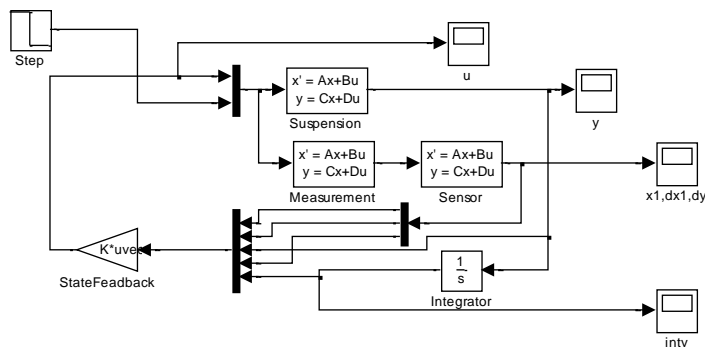 Step
u
x' = Ax+Bu
y = Cx+Du
Suspension
y
x' = Ax+Bu
y = Cx+Du
Measurement
x' = Ax+Bu
y = Cx+Du
Sensor
x1,dx1,dy
K*uvec
StateFeadback
1
s
Integrator
inty